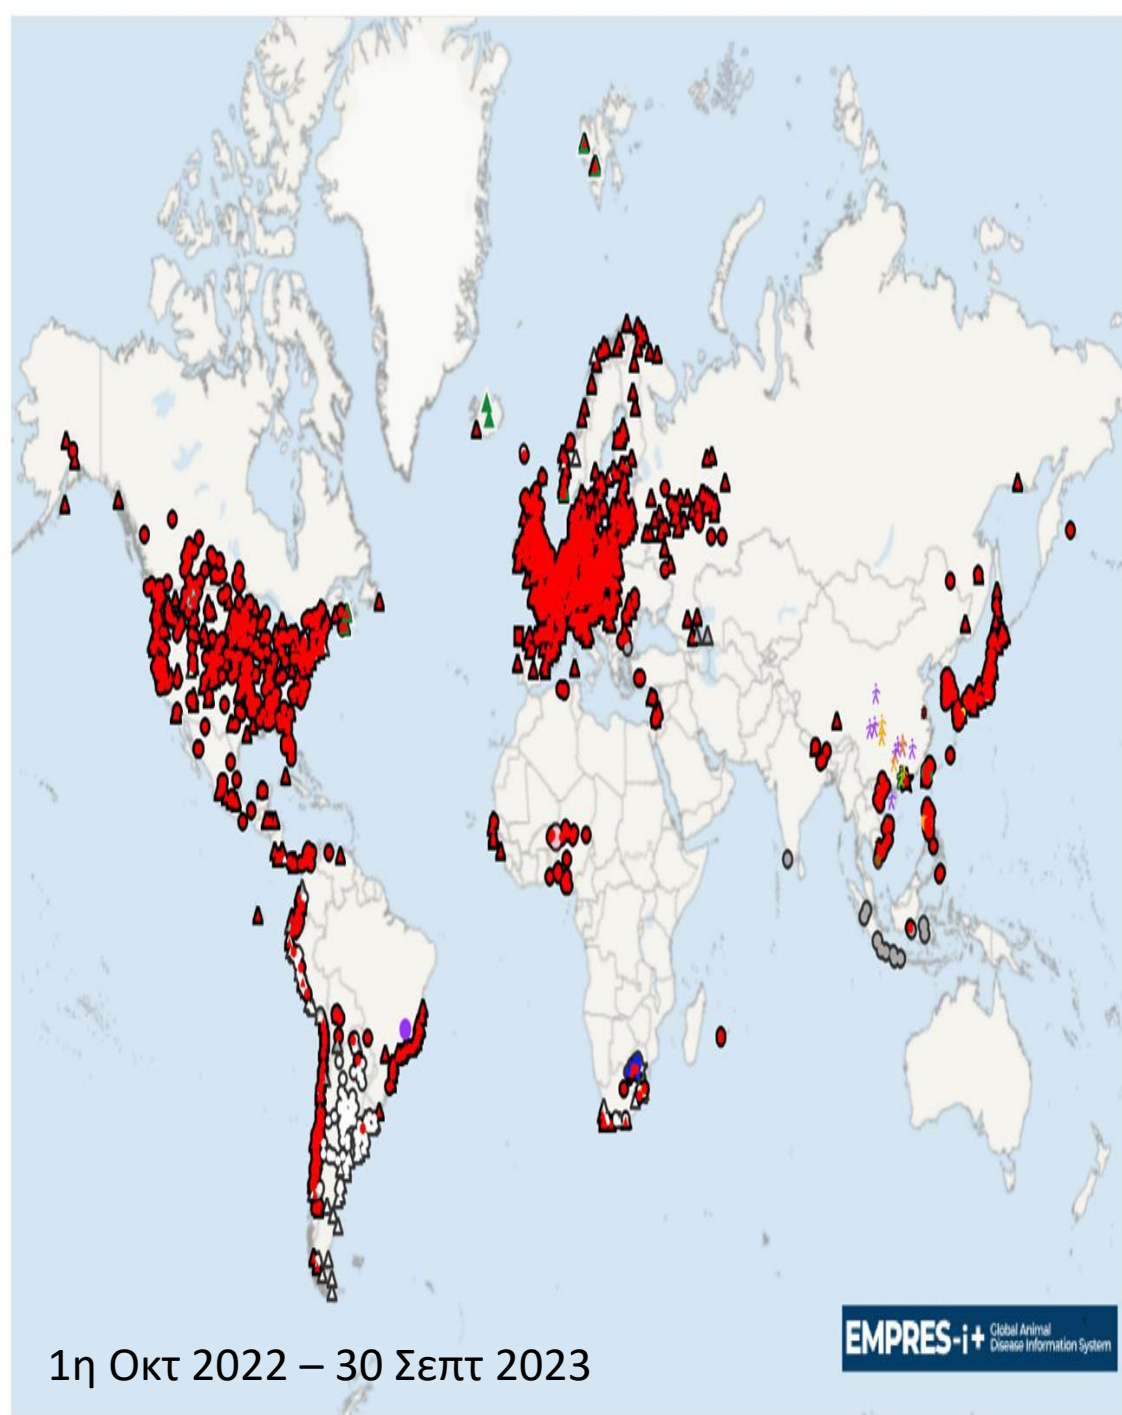 EMPRES-i+ Global Animal
Disease Information System
1η Οκτ 2022 – 30 Σεπτ 2023